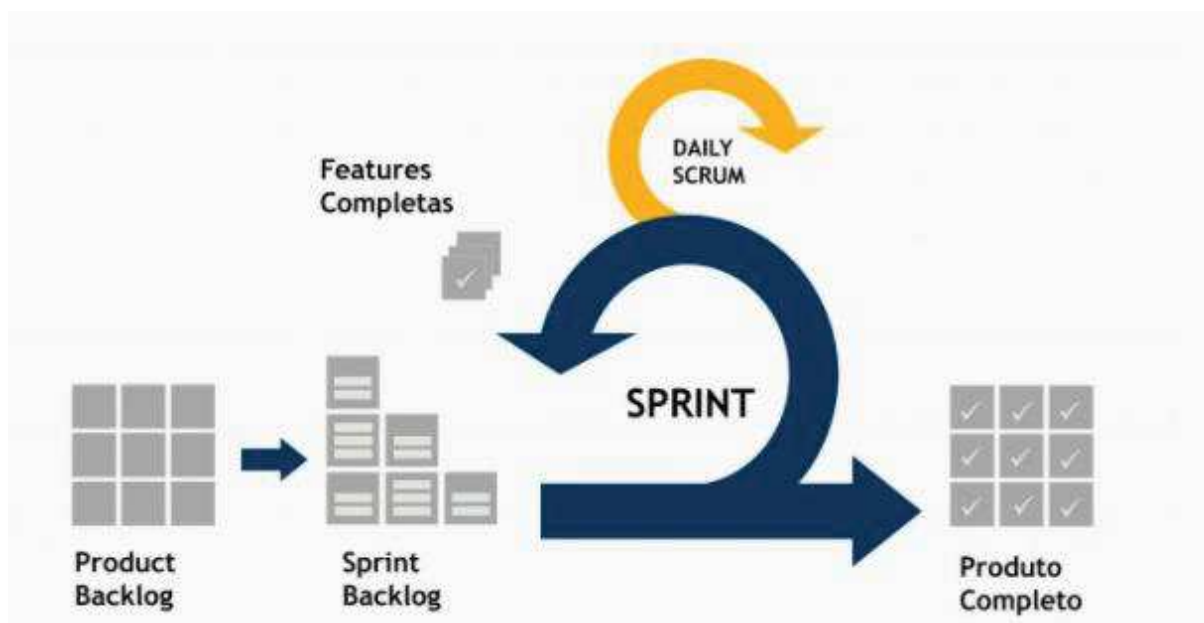 DAILY
SCRUM
Features
Completas
SPRINT
Product
Backlog
Sprint
Backlog
Produto
Completo